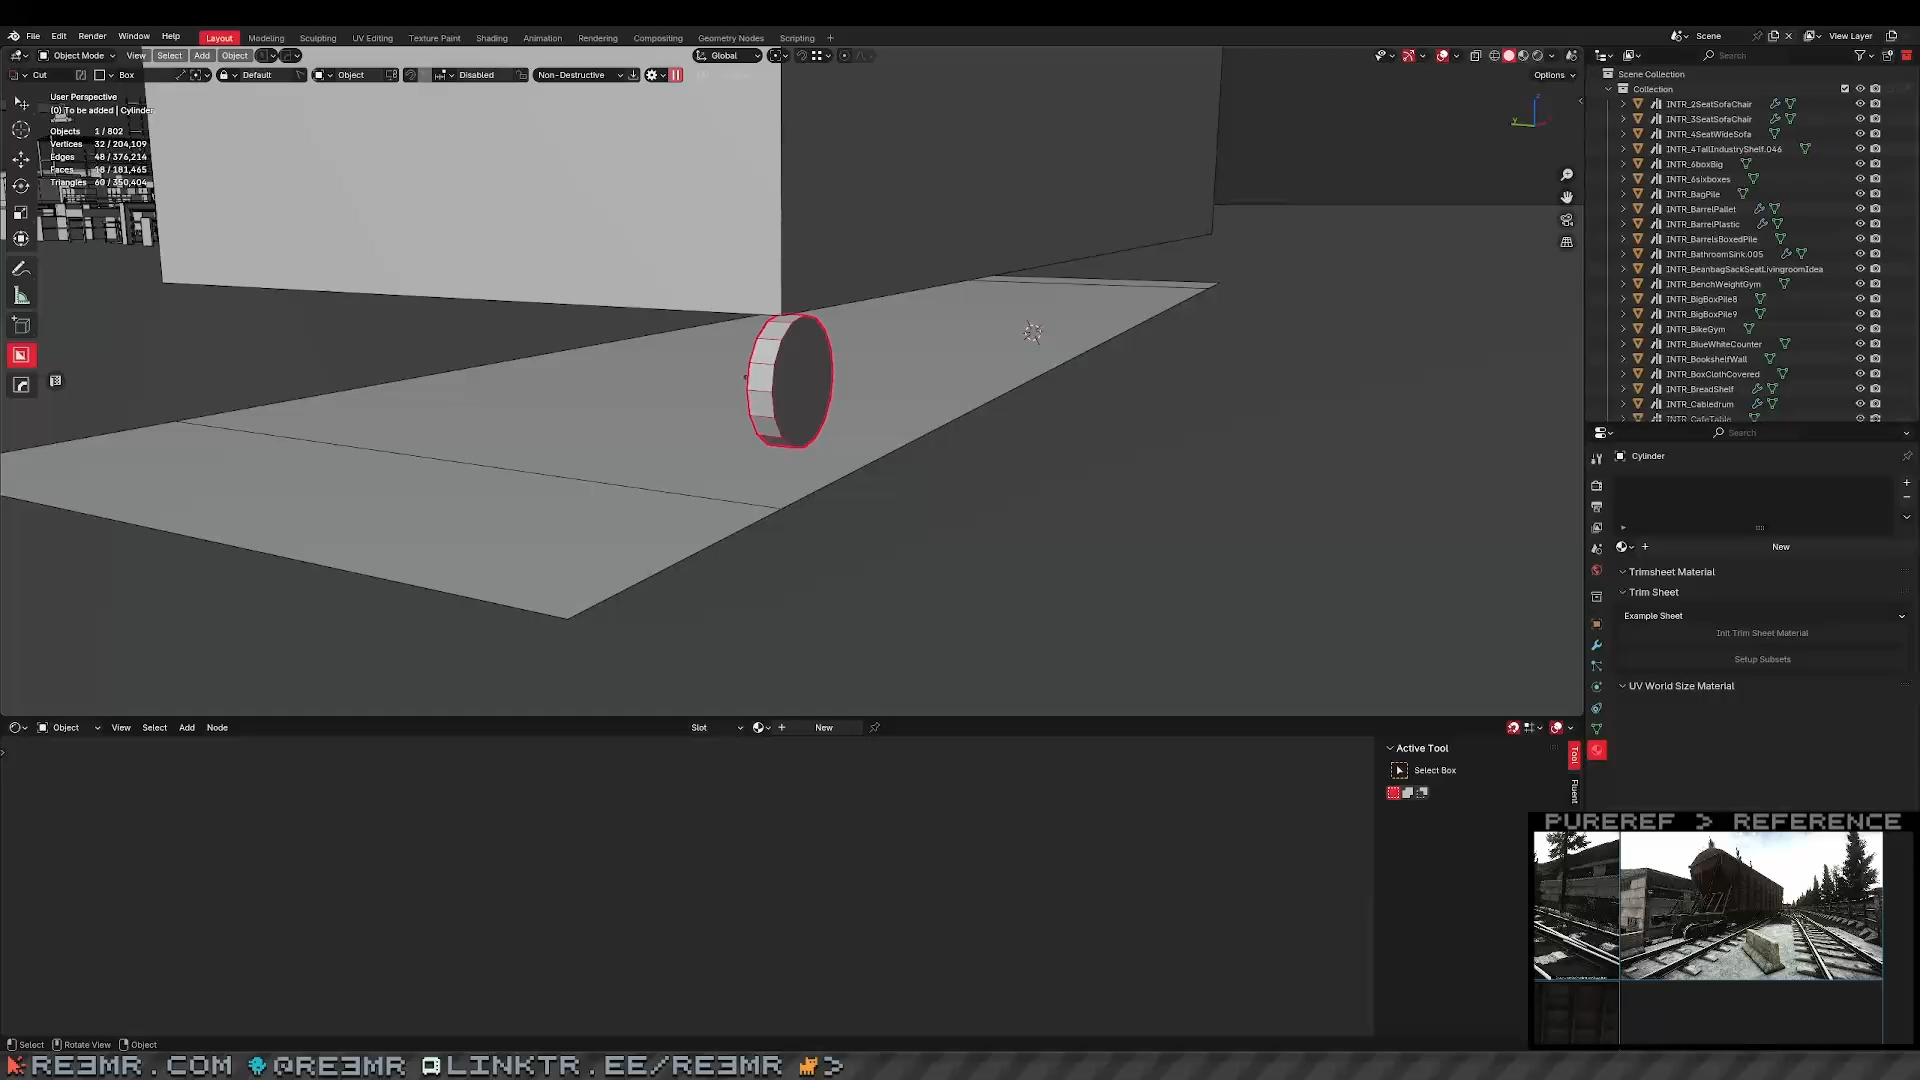 File Edit Render Window Help Layout Modeling Sculpting UV Editing Texture Paint Shading Animation Rendering Compositing Geometry Nodes Scripting + Scene View Layer
Object Mode View Select Add Object Global Search
Cut Box Default Object Disabled Non-Destructive Options
User Perspective
(0) To be added | Cylinder
Objects 1 / 802
Vertices 32 / 204,109
Edges 48 / 376,214
Faces 18 / 181,465
Triangles 60 / 350,404
Scene Collection
Collection
INTR_2SeatSofaChair
INTR_3SeatSofaChair
INTR_4SeatWideSofa
INTR_4TallIndustryShelf.046
INTR_6boxBig
INTR_6sixboxes
INTR_BagPile
INTR_BarrelPallet
INTR_BarrelPlastic
INTR_BarrelsBoxedPile
INTR_BathroomSink.005
INTR_BeanbagSackSeatLivingroomIdea
INTR_BenchWeightGym
INTR_BigBoxPile8
INTR_BigBoxPile9
INTR_BikeGym
INTR_BlueWhiteCounter
INTR_BookshelfWall
INTR_BoxClothCovered
INTR_BreadShelf
INTR_Cabledrum
INTR_CafeTable
Search
Cylinder
New
Trimsheet Material
Trim Sheet
Example Sheet
Init Trim Sheet Material
Setup Subsets
UV World Size Material
Object View Select Add Node Slot + New
Active Tool
Select Box
Tool
Fluent
PUREREF > REFERENCE
Select Rotate View Object
RE3MR.COM @RE3MR LINKTR.EE/RE3MR >